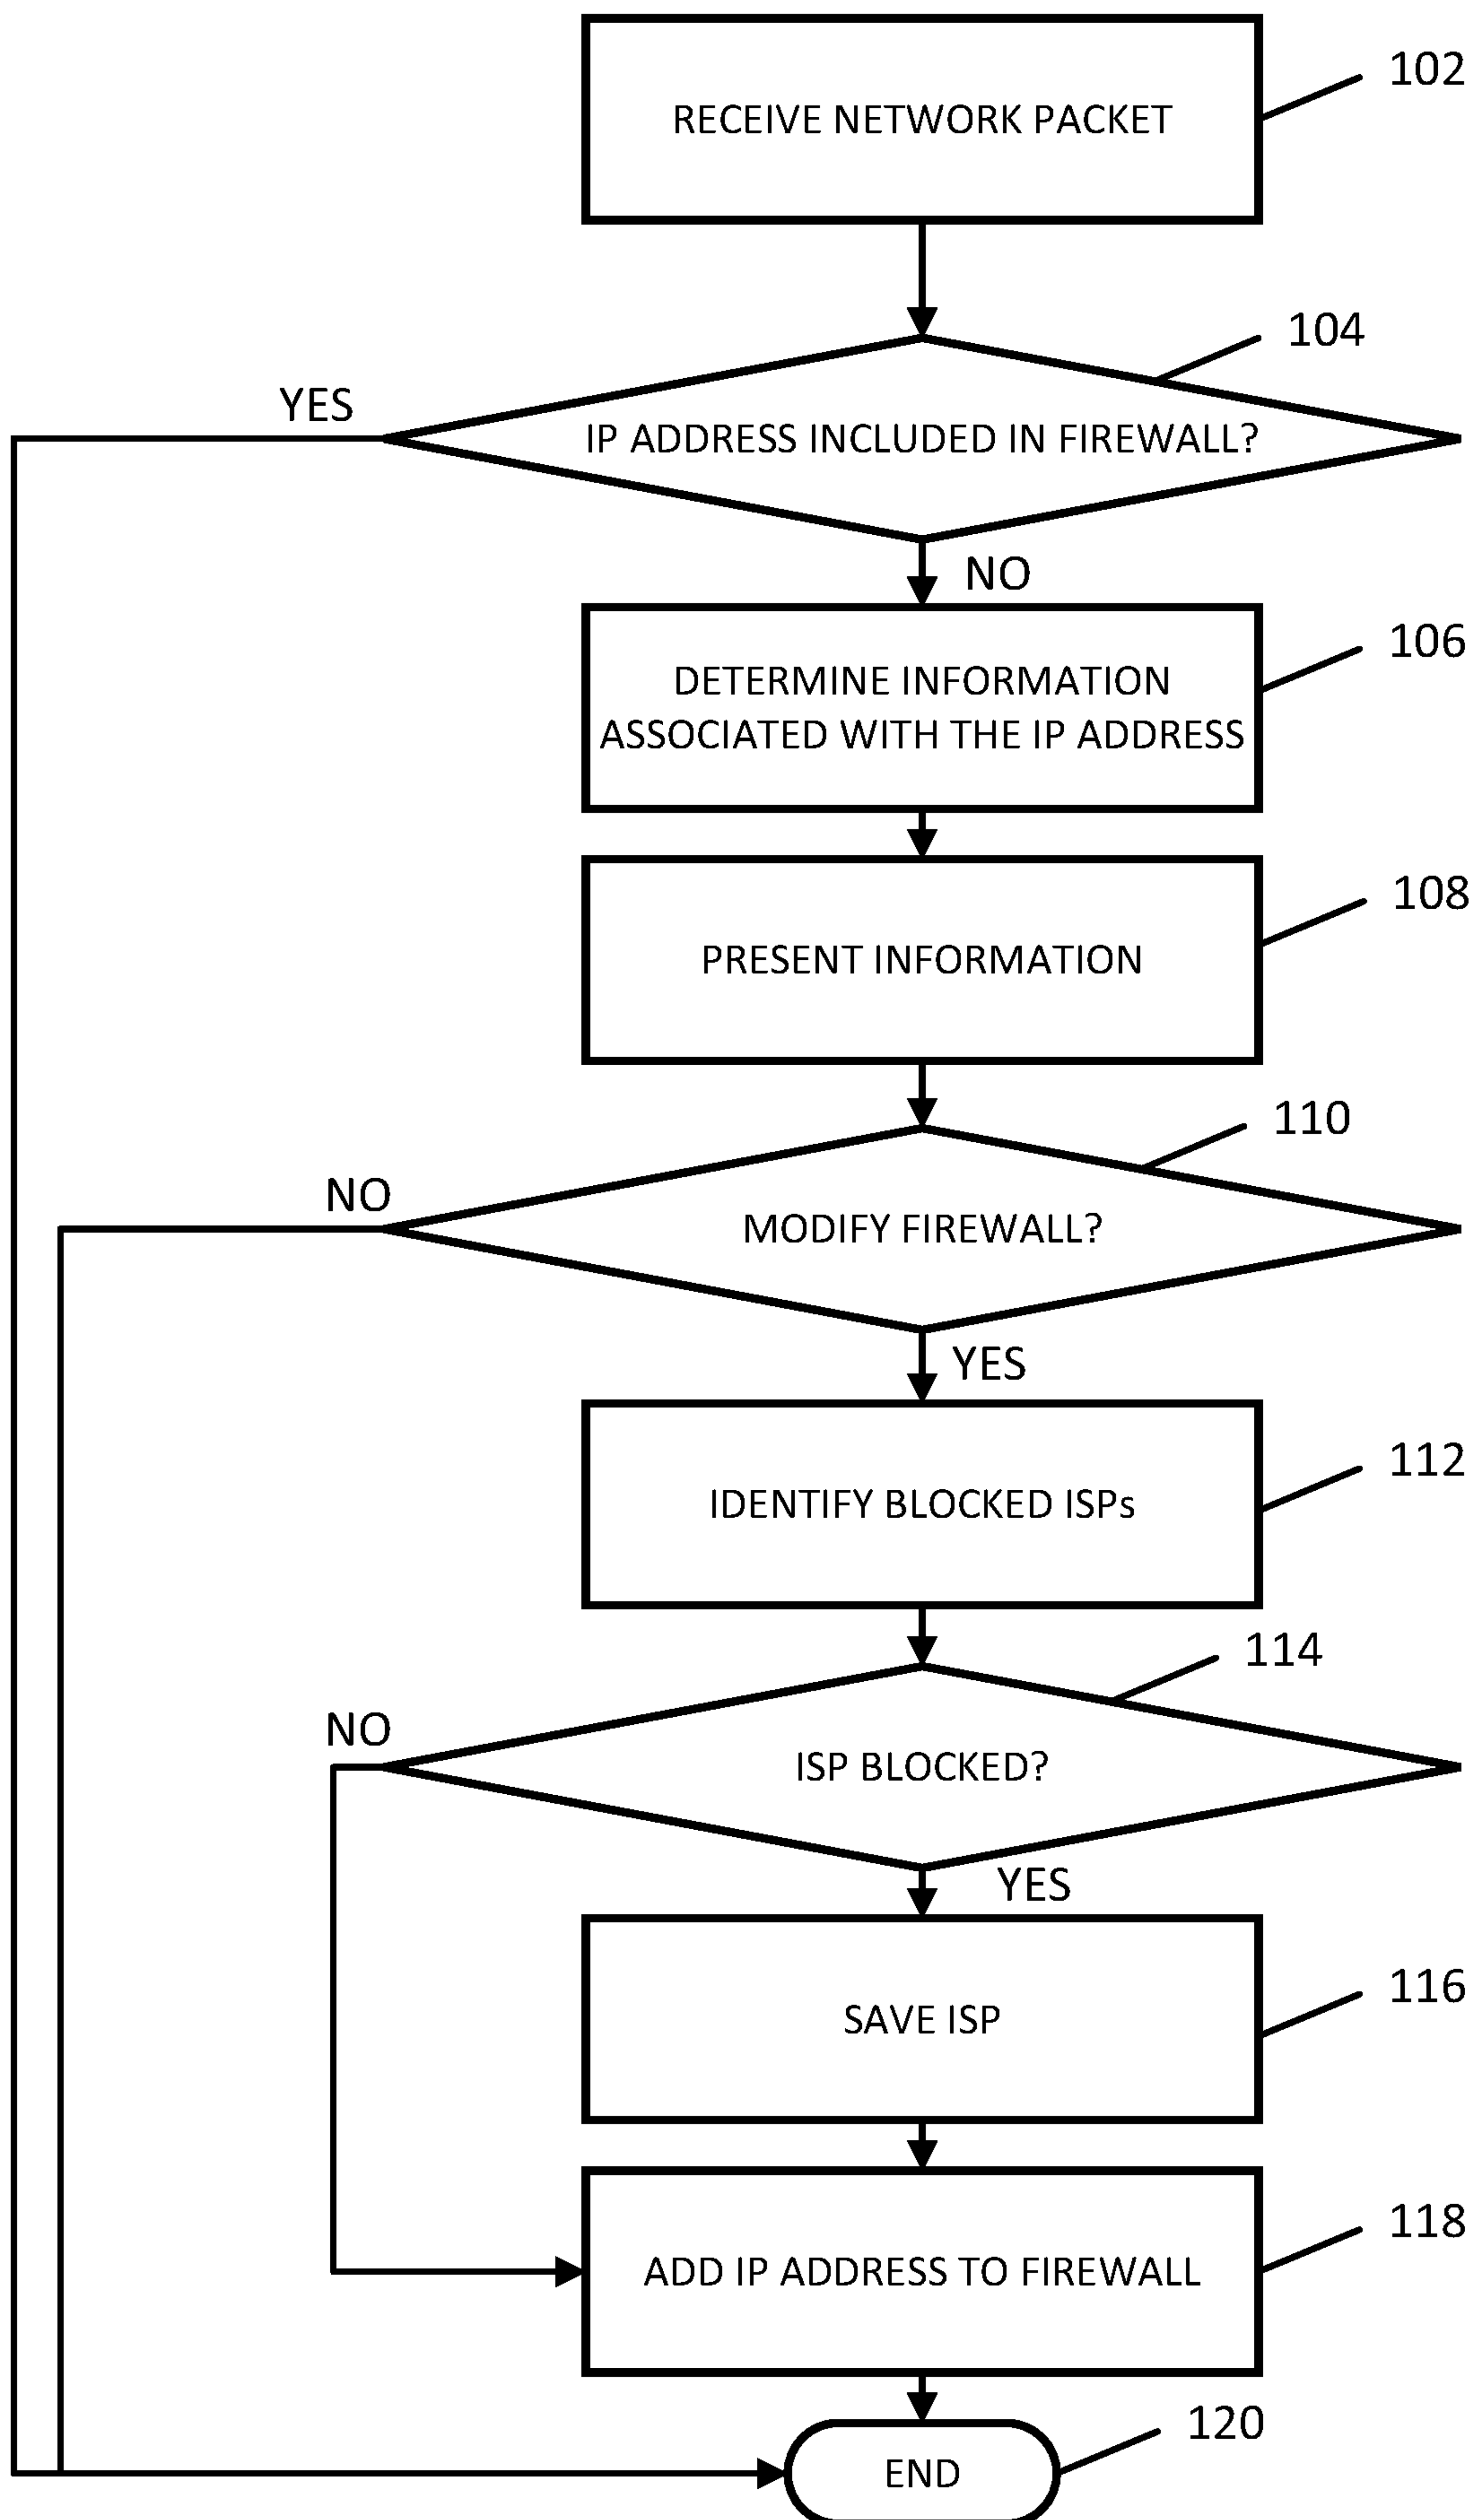 RECEIVE NETWORK PACKET
102
104
YES
IP ADDRESS INCLUDED IN FIREWALL?
NO
106
DETERMINE INFORMATION
ASSOCIATED WITH THE IP ADDRESS
108
PRESENT INFORMATION
110
NO
MODIFY FIREWALL?
YES
112
IDENTIFY BLOCKED ISPs
114
NO
ISP BLOCKED?
YES
116
SAVE ISP
118
ADD IP ADDRESS TO FIREWALL
120
END